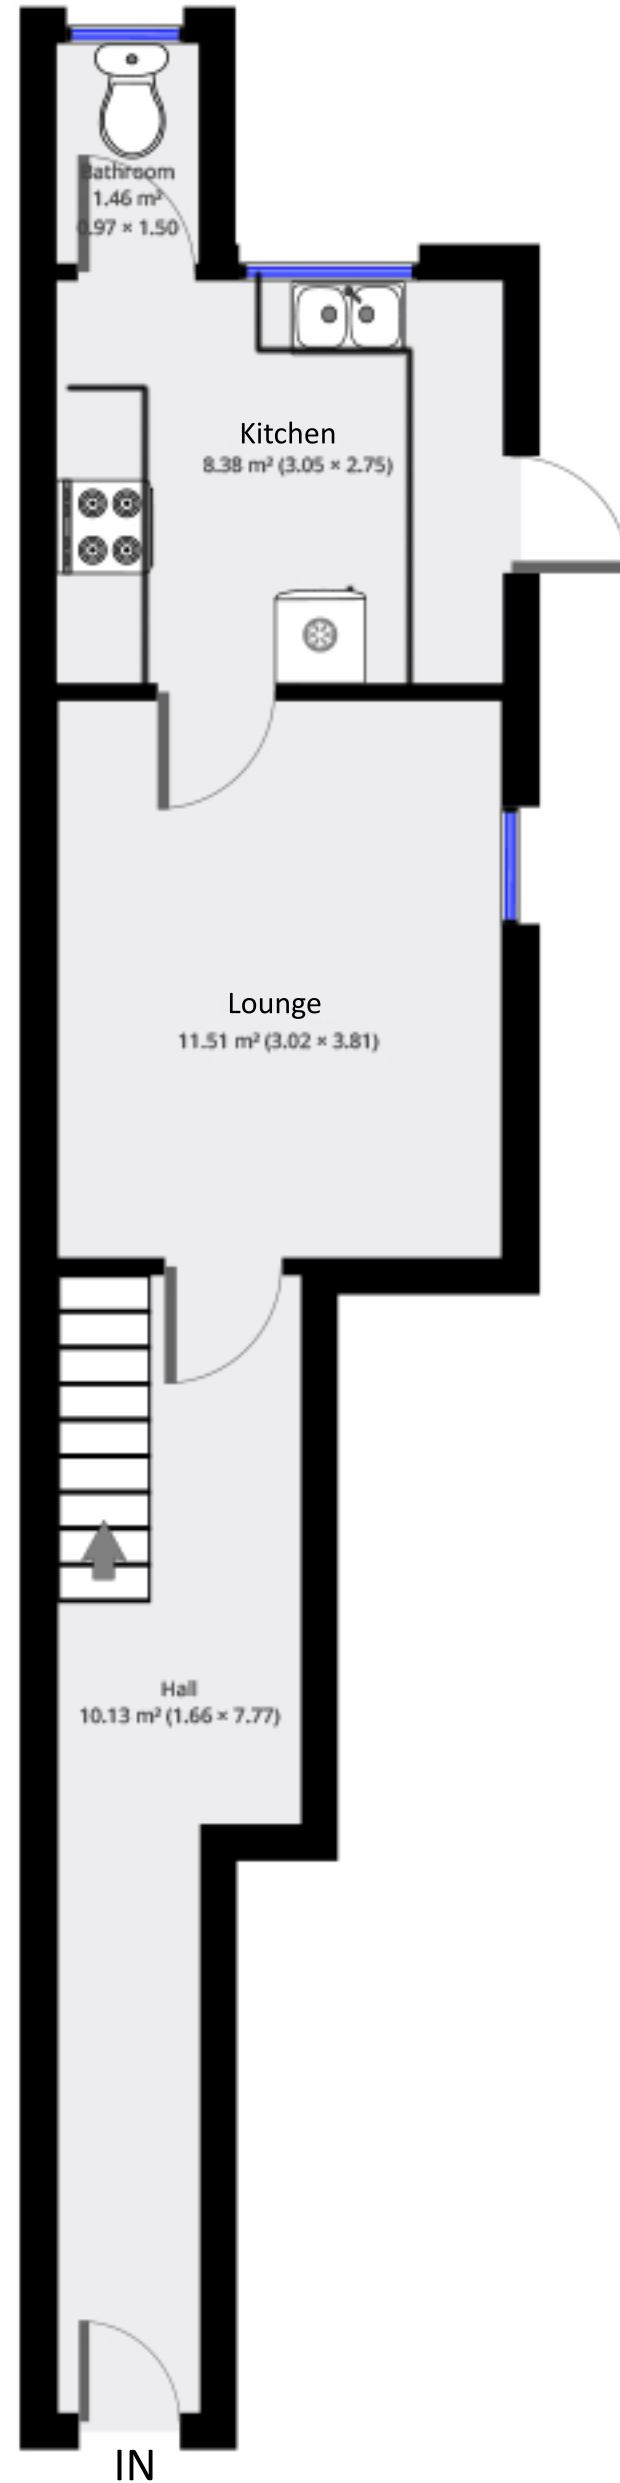 Bathroom
1.46 m²
0.97 × 1.50
Kitchen
8.38 m² (3.05 × 2.75)
Lounge
11.51 m² (3.02 × 3.81)
Hall
10.13 m² (1.66 × 7.77)
IN